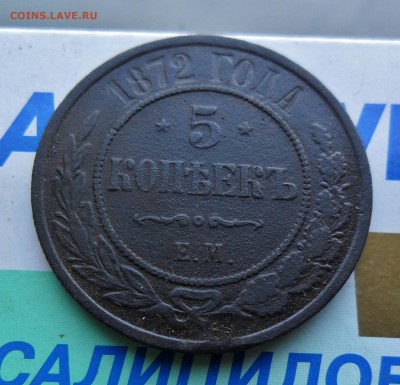 COINS.LAVE.RU
1872 ГОДА
5
КОПѢЕКЪ
Е.М.
САЛИЦИЛОВ